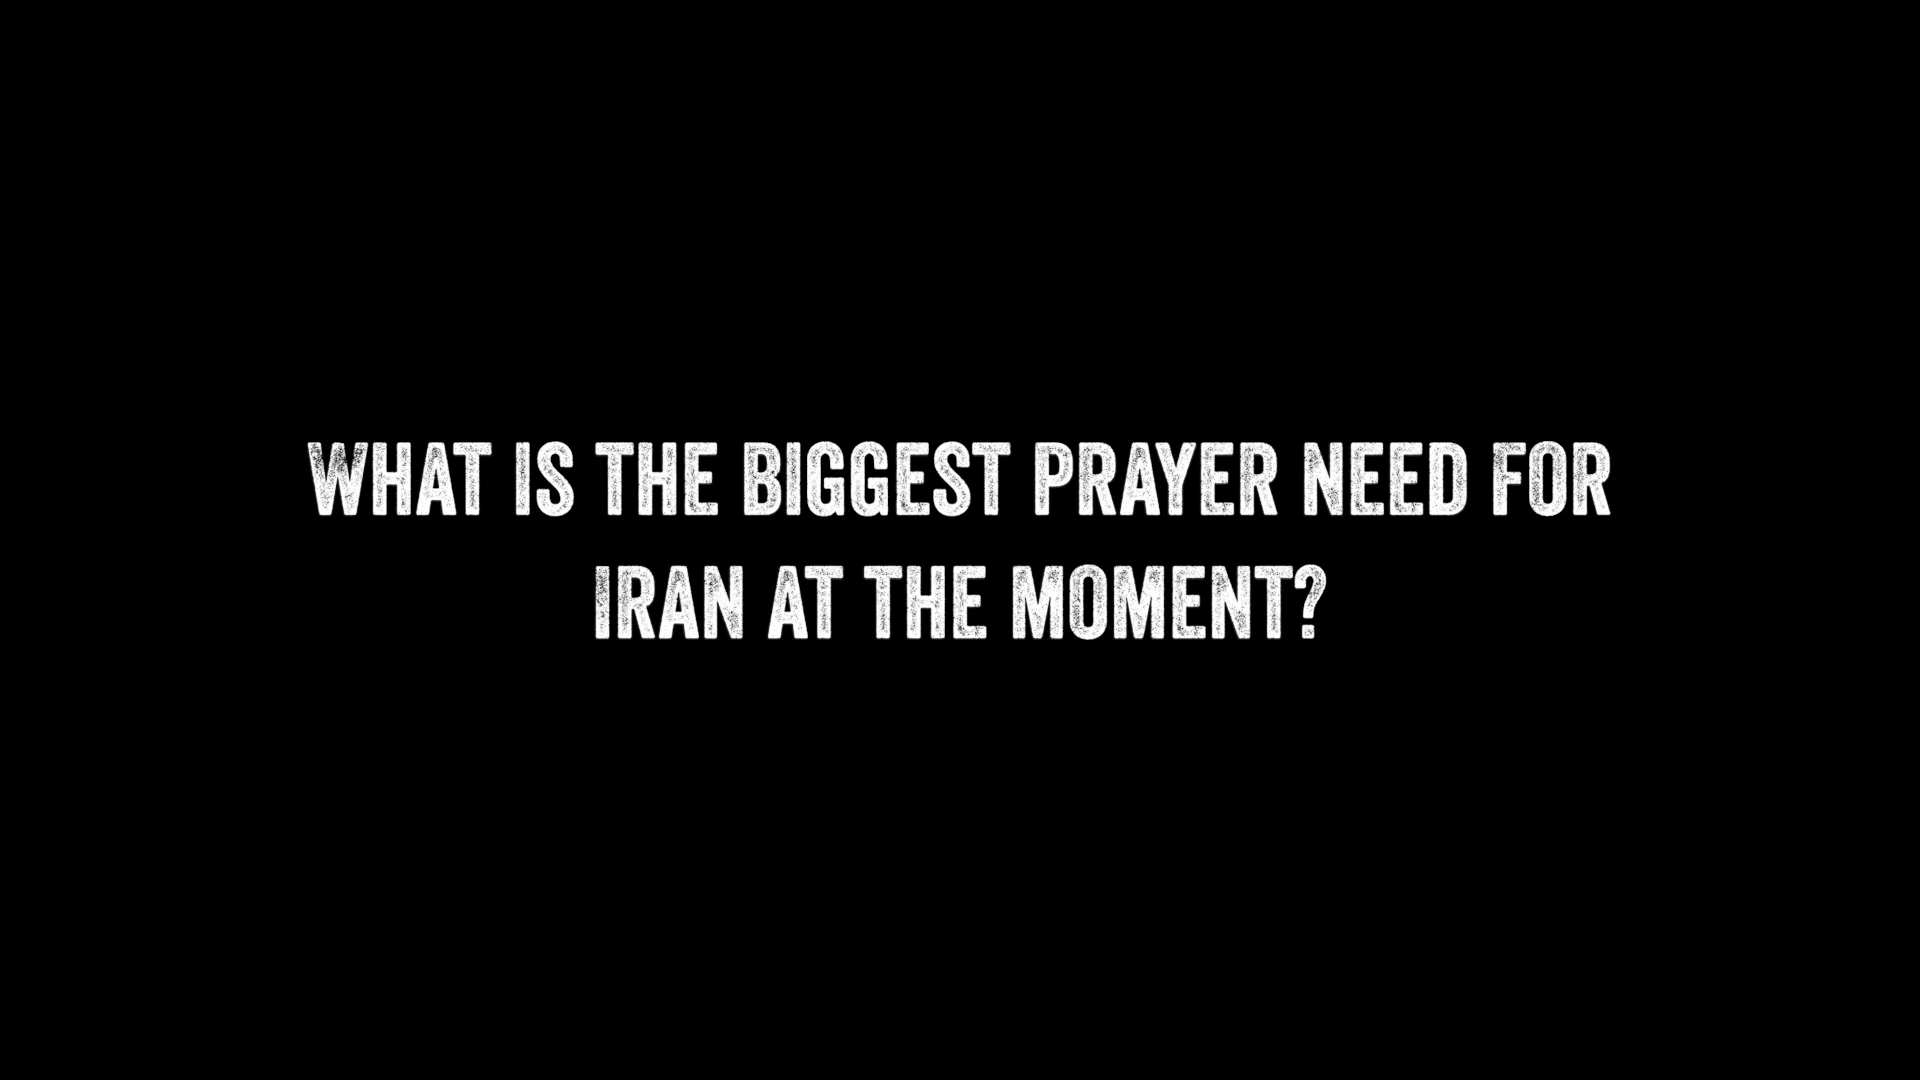 WHAT IS THE BIGGEST PRAYER NEED FOR
IRAN AT THE MOMENT?